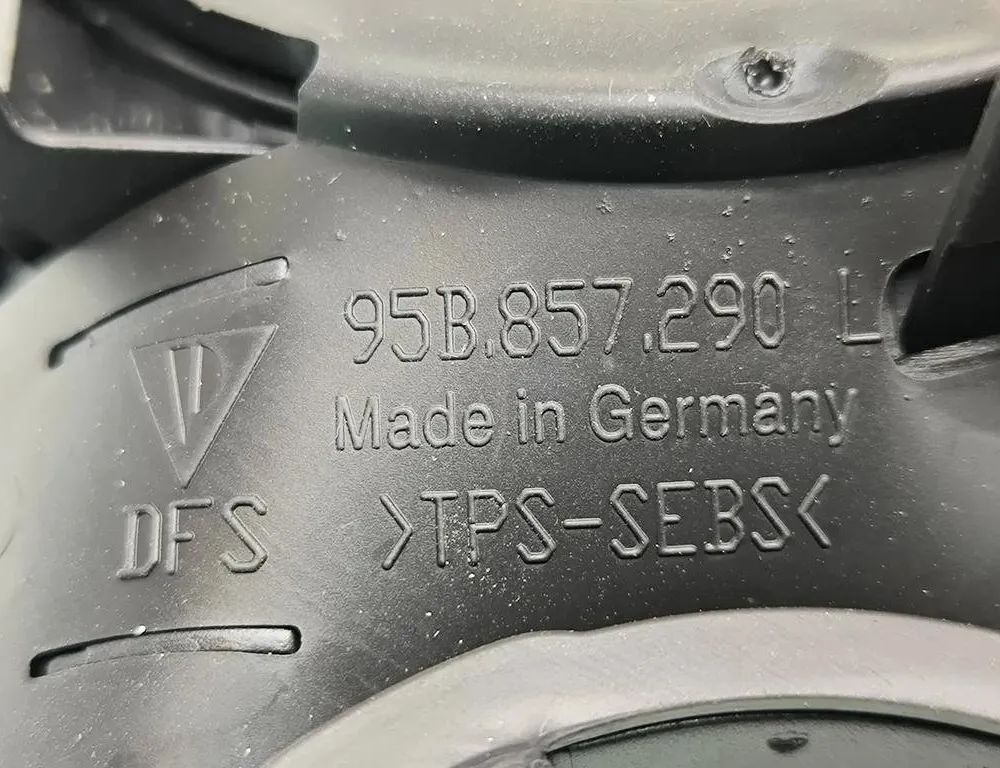 95B.857.290 L
Made in Germany
DFS
>TPS-SEBS<